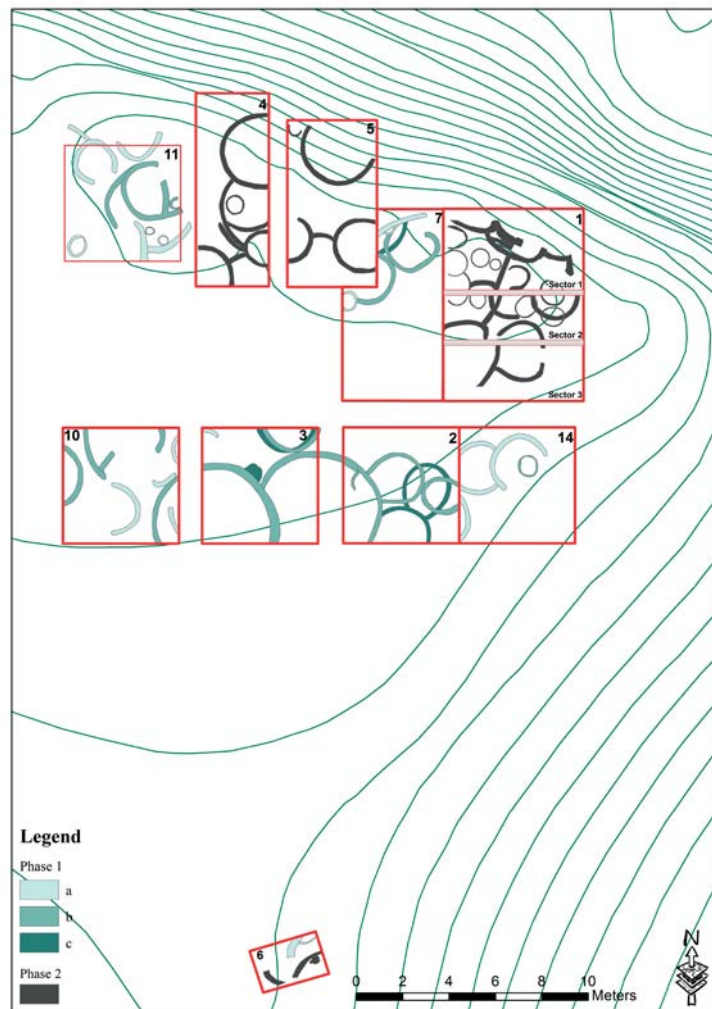 4
5
11
7
1
Sector 1
Sector 2
Sector 3
10
3
2
14
Legend
Phase 1
a
b
c
Phase 2
6
N
0 2 4 6 8 10
Meters